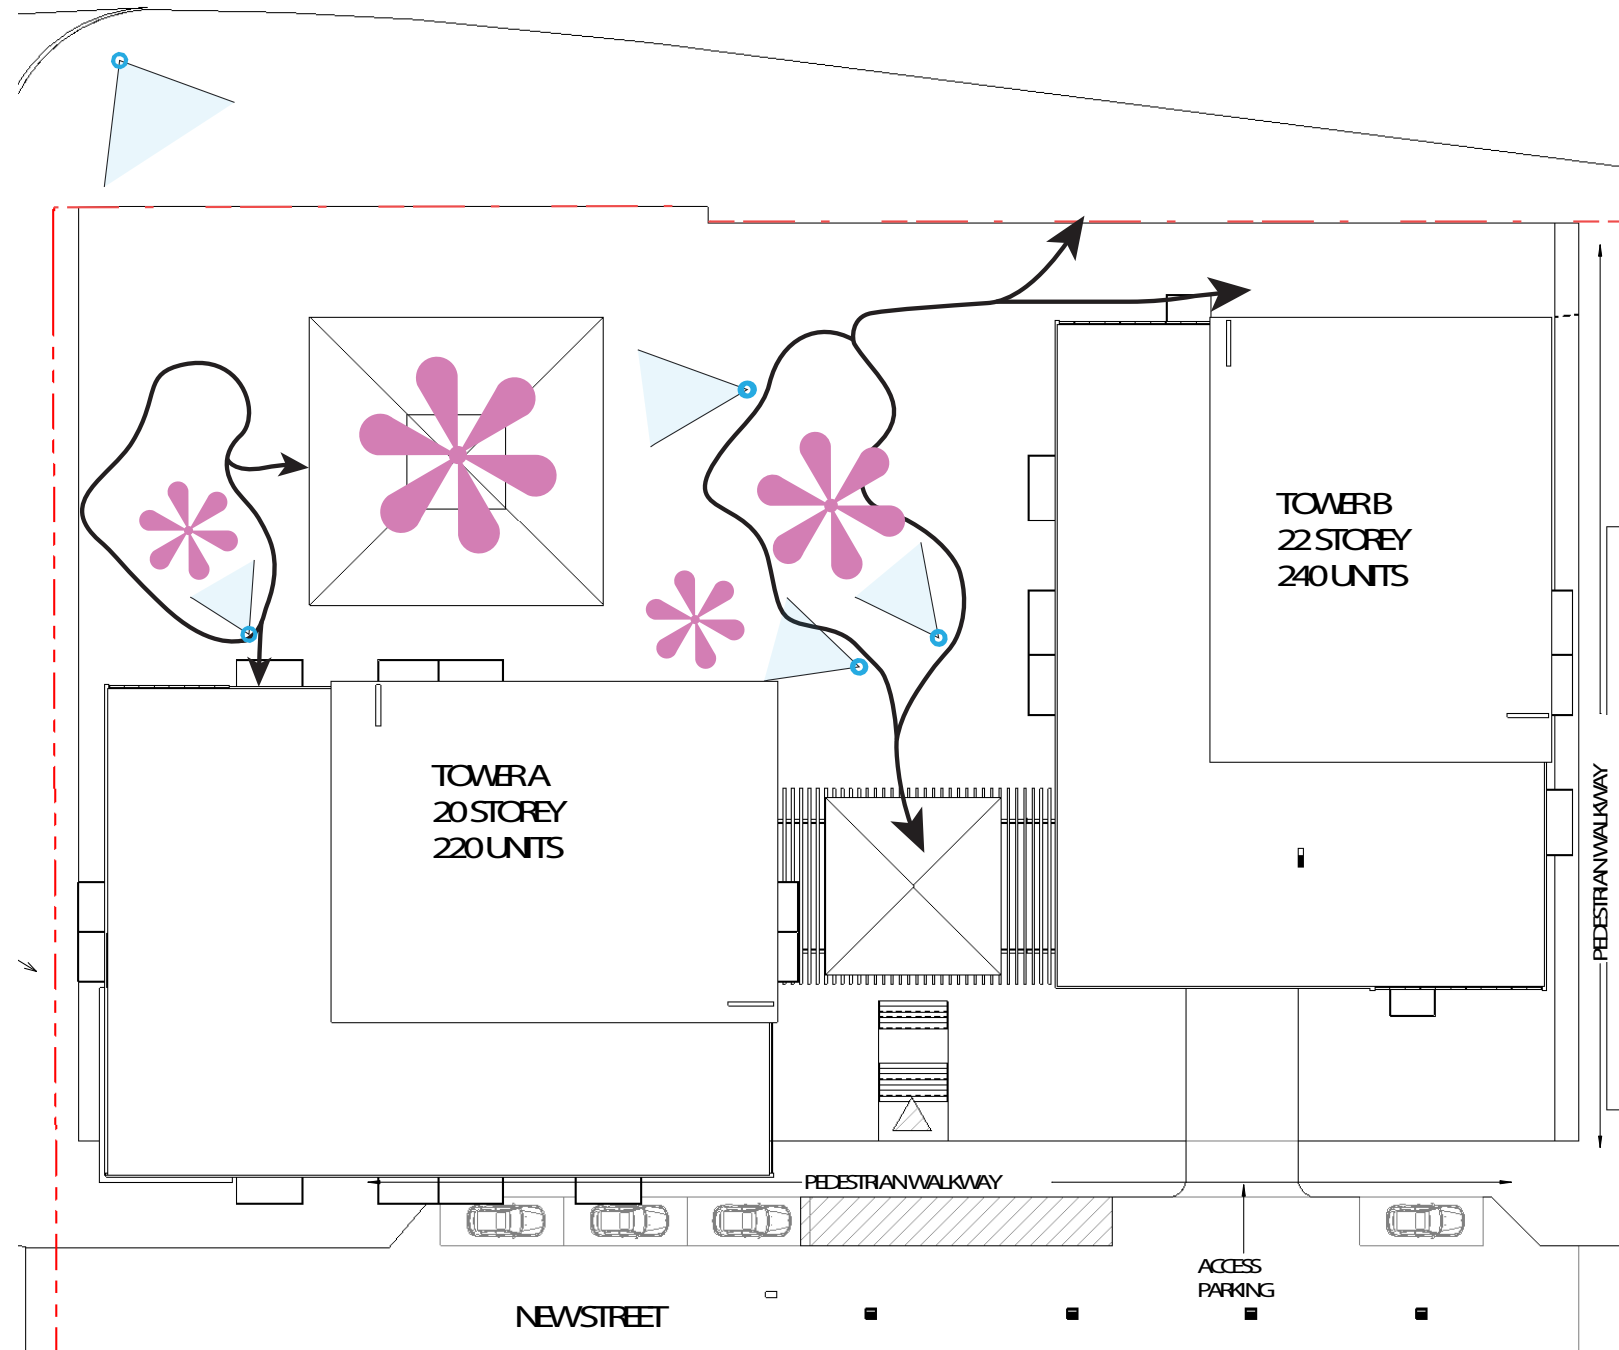 TOWER B
22 STOREY
240 UNITS
TOWER A
20 STOREY
220 UNITS
PEDESTRIAN WALKWAY
PEDESTRIAN WALKWAY
ACCESS
PARKING
NEW STREET